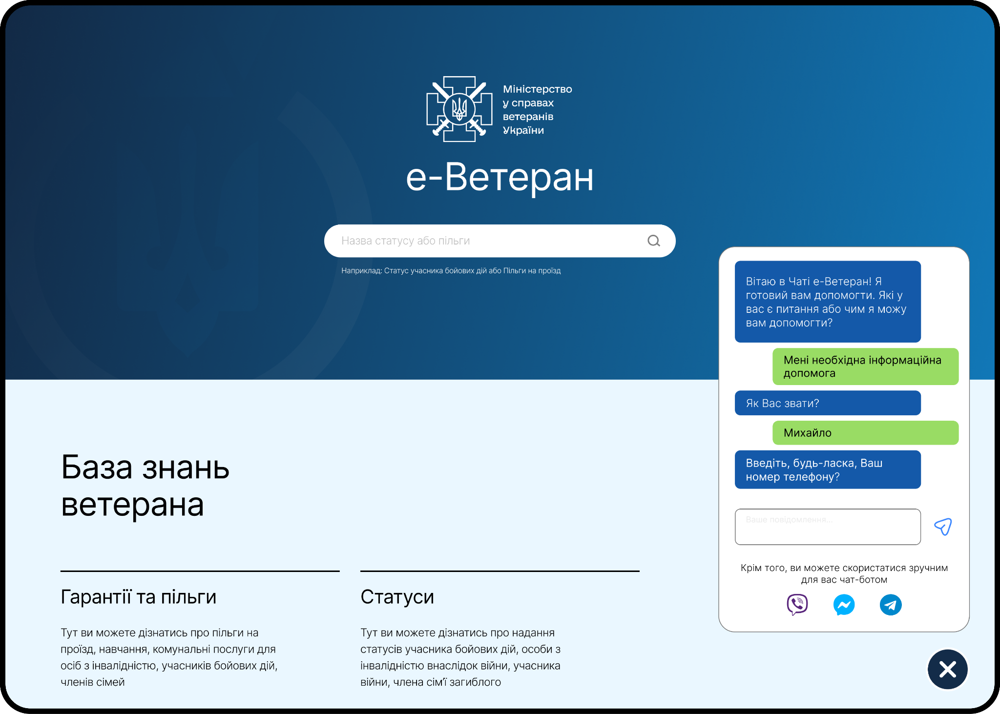 Міністерство
у справах
ветеранів
України
е-Ветеран
Назва статусу або пільги
Наприклад: Статус учасника бойових дій або Пільги на проїзд
Вітаю в Чаті е-Ветеран! Я
готовий вам допомогти. Які у
вас є питання або чим я можу
вам допомогти?
Мені необхідна інформаційна
допомога
Як Вас звати?
Михайло
Введіть, будь-ласка, Ваш
номер телефону?
Ваше повідомлення...
Крім того, ви можете скористатися зручним
для вас чат-ботом
База знань
ветерана
Гарантії та пільги
Тут ви можете дізнатись про пільги на
проїзд, навчання, комунальні послуги для
осіб з інвалідністю, учасників бойових дій,
членів сімей
Статуси
Тут ви можете дізнатись про надання
статусів учасника бойових дій, особи з
інвалідністю внаслідок війни, учасника
війни, члена сім’ї загиблого